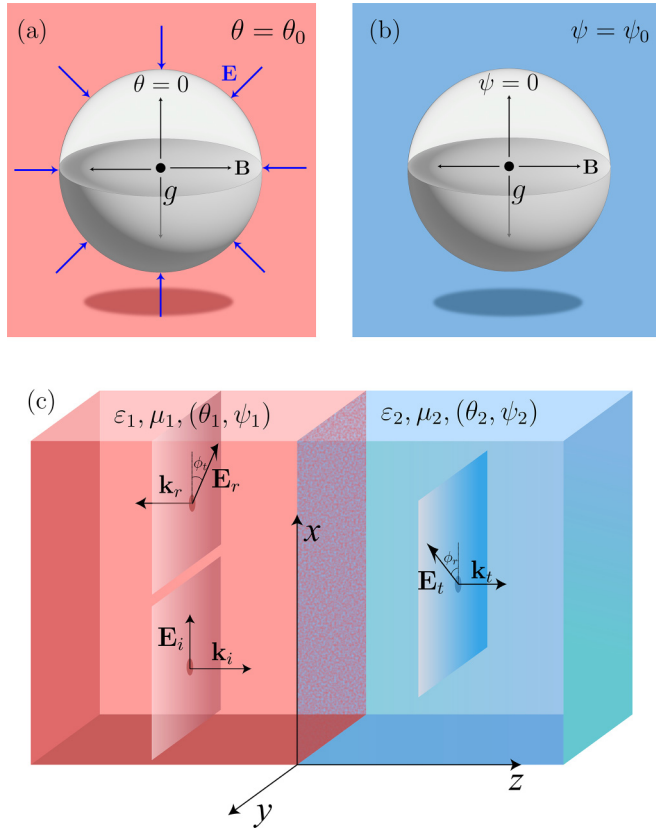 (a)
θ = θ₀
E
θ = 0
B
g
(b)
ψ = ψ₀
ψ = 0
B
g
(c)
ε₁, μ₁, (θ₁, ψ₁)
ε₂, μ₂, (θ₂, ψ₂)
ϕₜ
Eᵣ
kᵣ
x
ϕᵣ
Eₜ
kₜ
Eᵢ
kᵢ
z
y